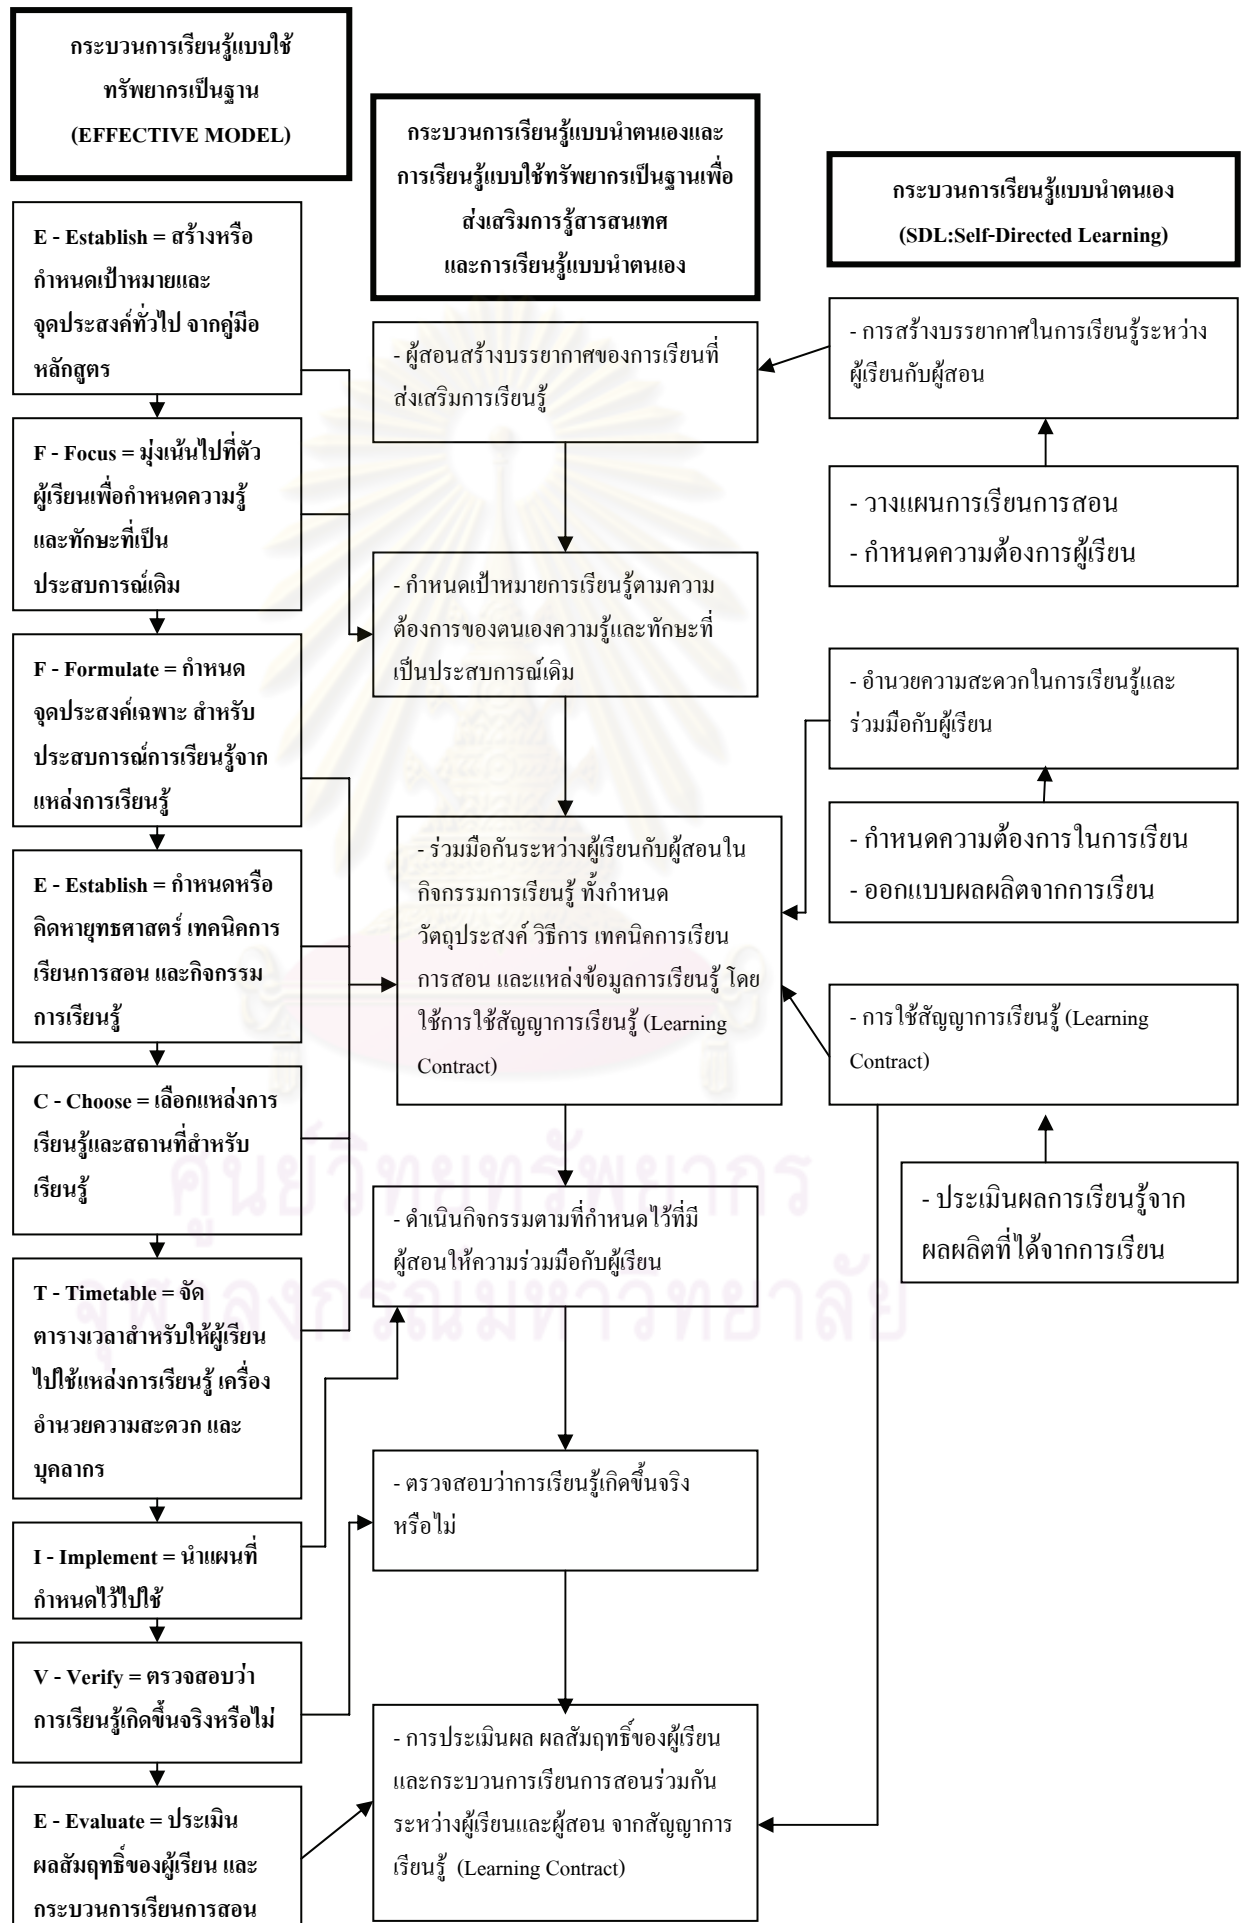 กระบวนการเรียนรู้แบบใช้
ทรัพยากรเป็นฐาน
(EFFECTIVE MODEL)
E - Establish = สร้างหรือ
กำหนดเป้าหมายและ
จุดประสงค์ทั่วไป จากคู่มือ
หลักสูตร
F - Focus = มุ่งเน้นไปที่ตัว
ผู้เรียนเพื่อกำหนดความรู้
และทักษะที่เป็น
ประสบการณ์เดิม
F - Formulate = กำหนด
จุดประสงค์เฉพาะ สำหรับ
ประสบการณ์การเรียนรู้จาก
แหล่งการเรียนรู้
E - Establish = กำหนดหรือ
คิดหายุทธศาสตร์ เทคนิคการ
เรียนการสอน และกิจกรรม
การเรียนรู้
C - Choose = เลือกแหล่งการ
เรียนรู้และสถานที่สำหรับ
เรียนรู้
T - Timetable = จัด
ตารางเวลาสำหรับให้ผู้เรียน
ไปใช้แหล่งการเรียนรู้ เครื่อง
อำนวยความสะดวก และ
บุคลากร
I - Implement = นำแผนที่
กำหนดไว้ไปใช้
V - Verify = ตรวจสอบว่า
การเรียนรู้เกิดขึ้นจริงหรือไม่
E - Evaluate = ประเมิน
ผลสัมฤทธิ์ของผู้เรียน และ
กระบวนการเรียนการสอน
กระบวนการเรียนรู้แบบนำตนเองและ
การเรียนรู้แบบใช้ทรัพยากรเป็นฐานเพื่อ
ส่งเสริมการรู้สารสนเทศ
และการเรียนรู้แบบนำตนเอง
- ผู้สอนสร้างบรรยากาศของการเรียนที่
ส่งเสริมการเรียนรู้
- กำหนดเป้าหมายการเรียนรู้ตามความ
ต้องการของตนเองความรู้และทักษะที่
เป็นประสบการณ์เดิม
- ร่วมมือกันระหว่างผู้เรียนกับผู้สอนใน
กิจกรรมการเรียนรู้ ทั้งกำหนด
วัตถุประสงค์ วิธีการ เทคนิคการเรียน
การสอน และแหล่งข้อมูลการเรียนรู้ โดย
ใช้การใช้สัญญาการเรียนรู้ (Learning
Contract)
- ดำเนินกิจกรรมตามที่กำหนดไว้ที่มี
ผู้สอนให้ความร่วมมือกับผู้เรียน
- ตรวจสอบว่าการเรียนรู้เกิดขึ้นจริง
หรือไม่
- การประเมินผล ผลสัมฤทธิ์ของผู้เรียน
และกระบวนการเรียนการสอนร่วมกัน
ระหว่างผู้เรียนและผู้สอน จากสัญญาการ
เรียนรู้ (Learning Contract)
กระบวนการเรียนรู้แบบนำตนเอง
(SDL:Self-Directed Learning)
- การสร้างบรรยากาศในการเรียนรู้ระหว่าง
ผู้เรียนกับผู้สอน
- วางแผนการเรียนการสอน
- กำหนดความต้องการผู้เรียน
- อำนวยความสะดวกในการเรียนรู้และ
ร่วมมือกับผู้เรียน
- กำหนดความต้องการในการเรียน
- ออกแบบผลผลิตจากการเรียน
- การใช้สัญญาการเรียนรู้ (Learning
Contract)
- ประเมินผลการเรียนรู้จาก
ผลผลิตที่ได้จากการเรียน
ศูนย์วิทยทรัพยากร
จุฬาลงกรณ์มหาวิทยาลัย